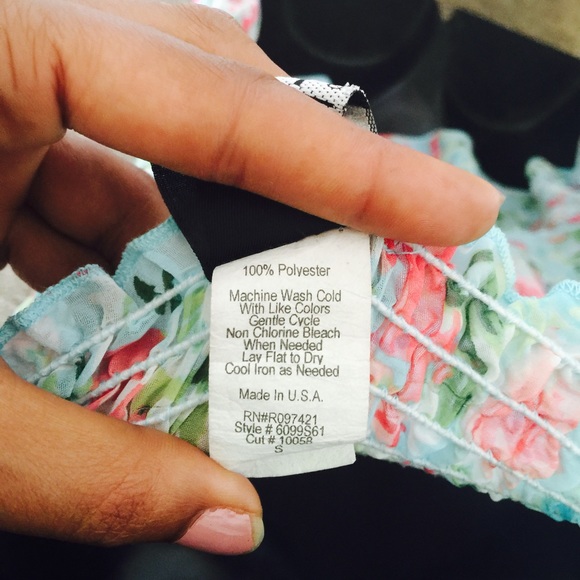 100% Polyester
Machine Wash Cold
With Like Colors
Gentle Cycle
Non Chlorine Bleach
When Needed
Lay Flat to Dry
Cool Iron as Needed
Made In U.S.A.
RN#R097421
Style # 6099S61
Cut # 10058
S